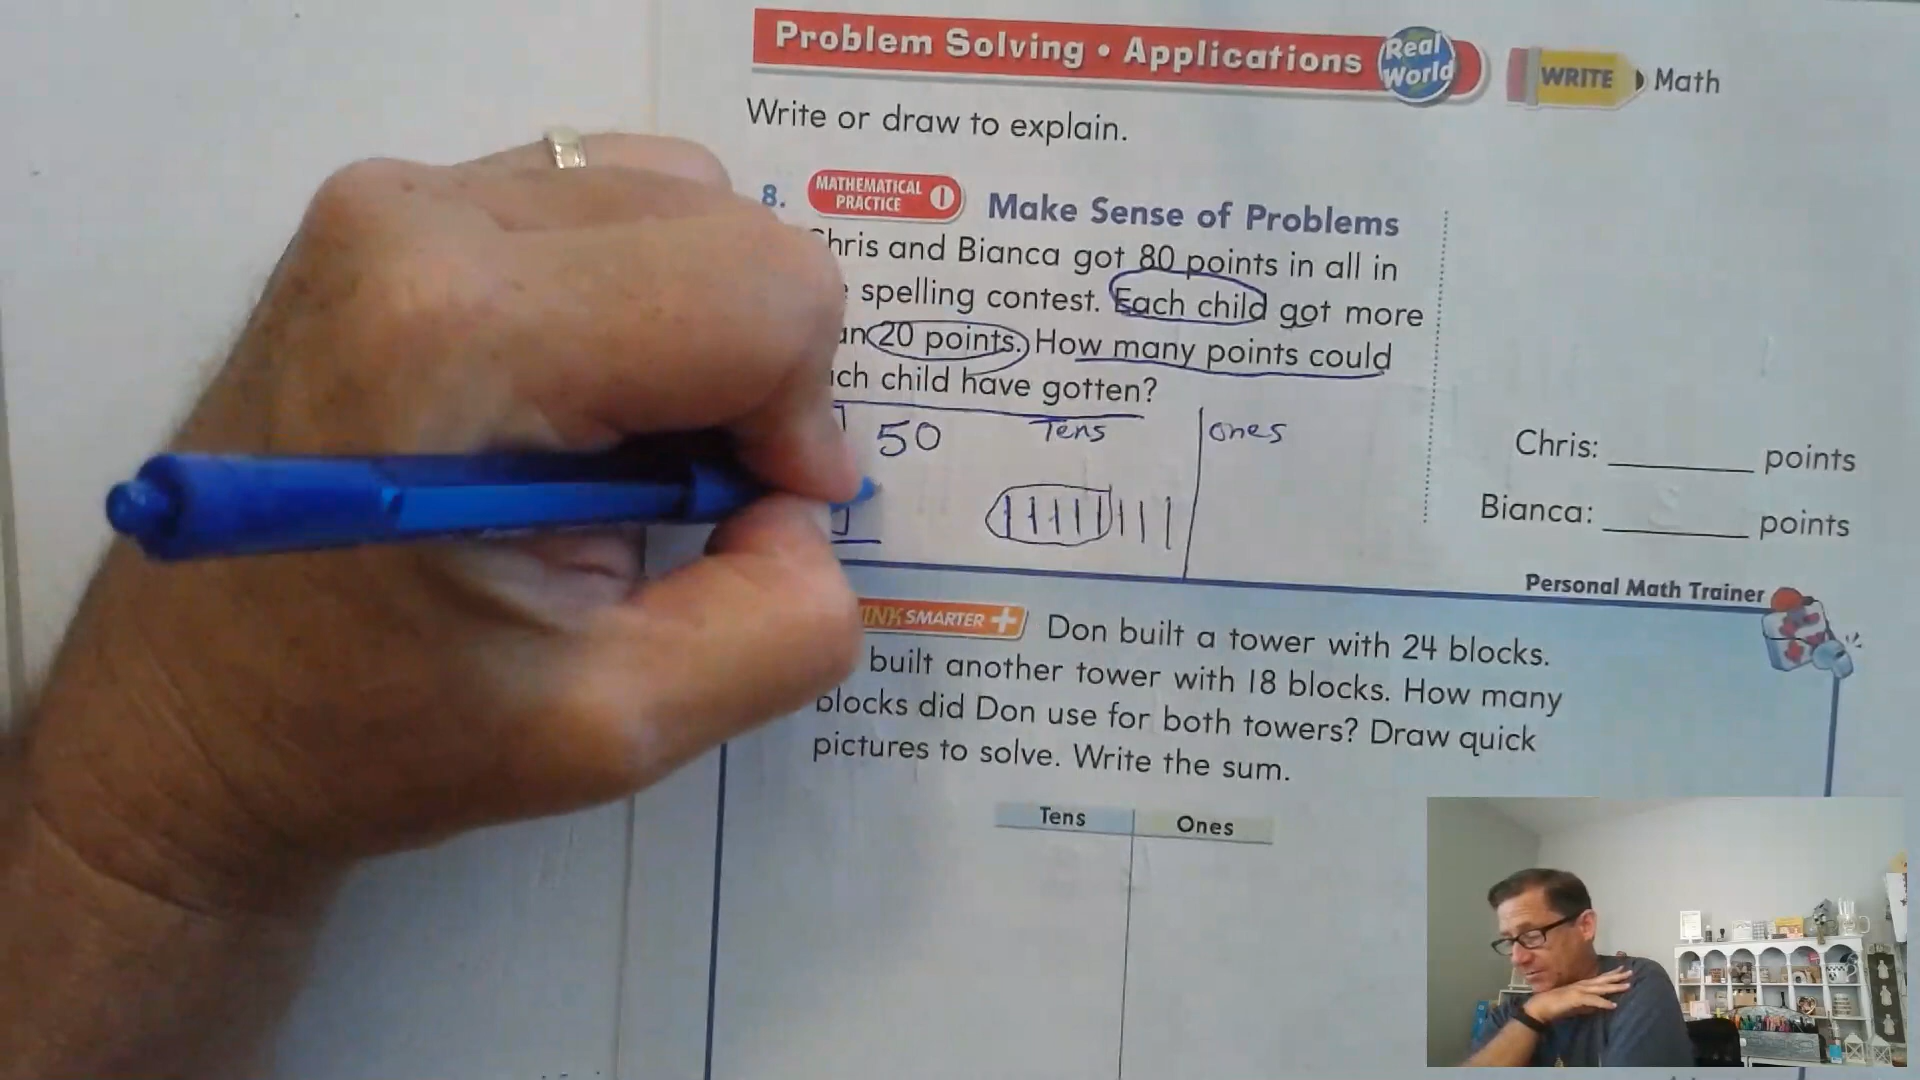 Problem Solving • Applications Real World WRITE Math
Write or draw to explain.
8. MATHEMATICAL PRACTICE 1 Make Sense of Problems
and Bianca got 80 points in all in
spelling contest. Each child got more
20 points. How many points could
child have gotten?
50 Tens ones
Chris: ________ points
Bianca: ________ points
Personal Math Trainer
SMARTER + Don built a tower with 24 blocks.
built another tower with 18 blocks. How many
blocks did Don use for both towers? Draw quick
pictures to solve. Write the sum.
Tens Ones